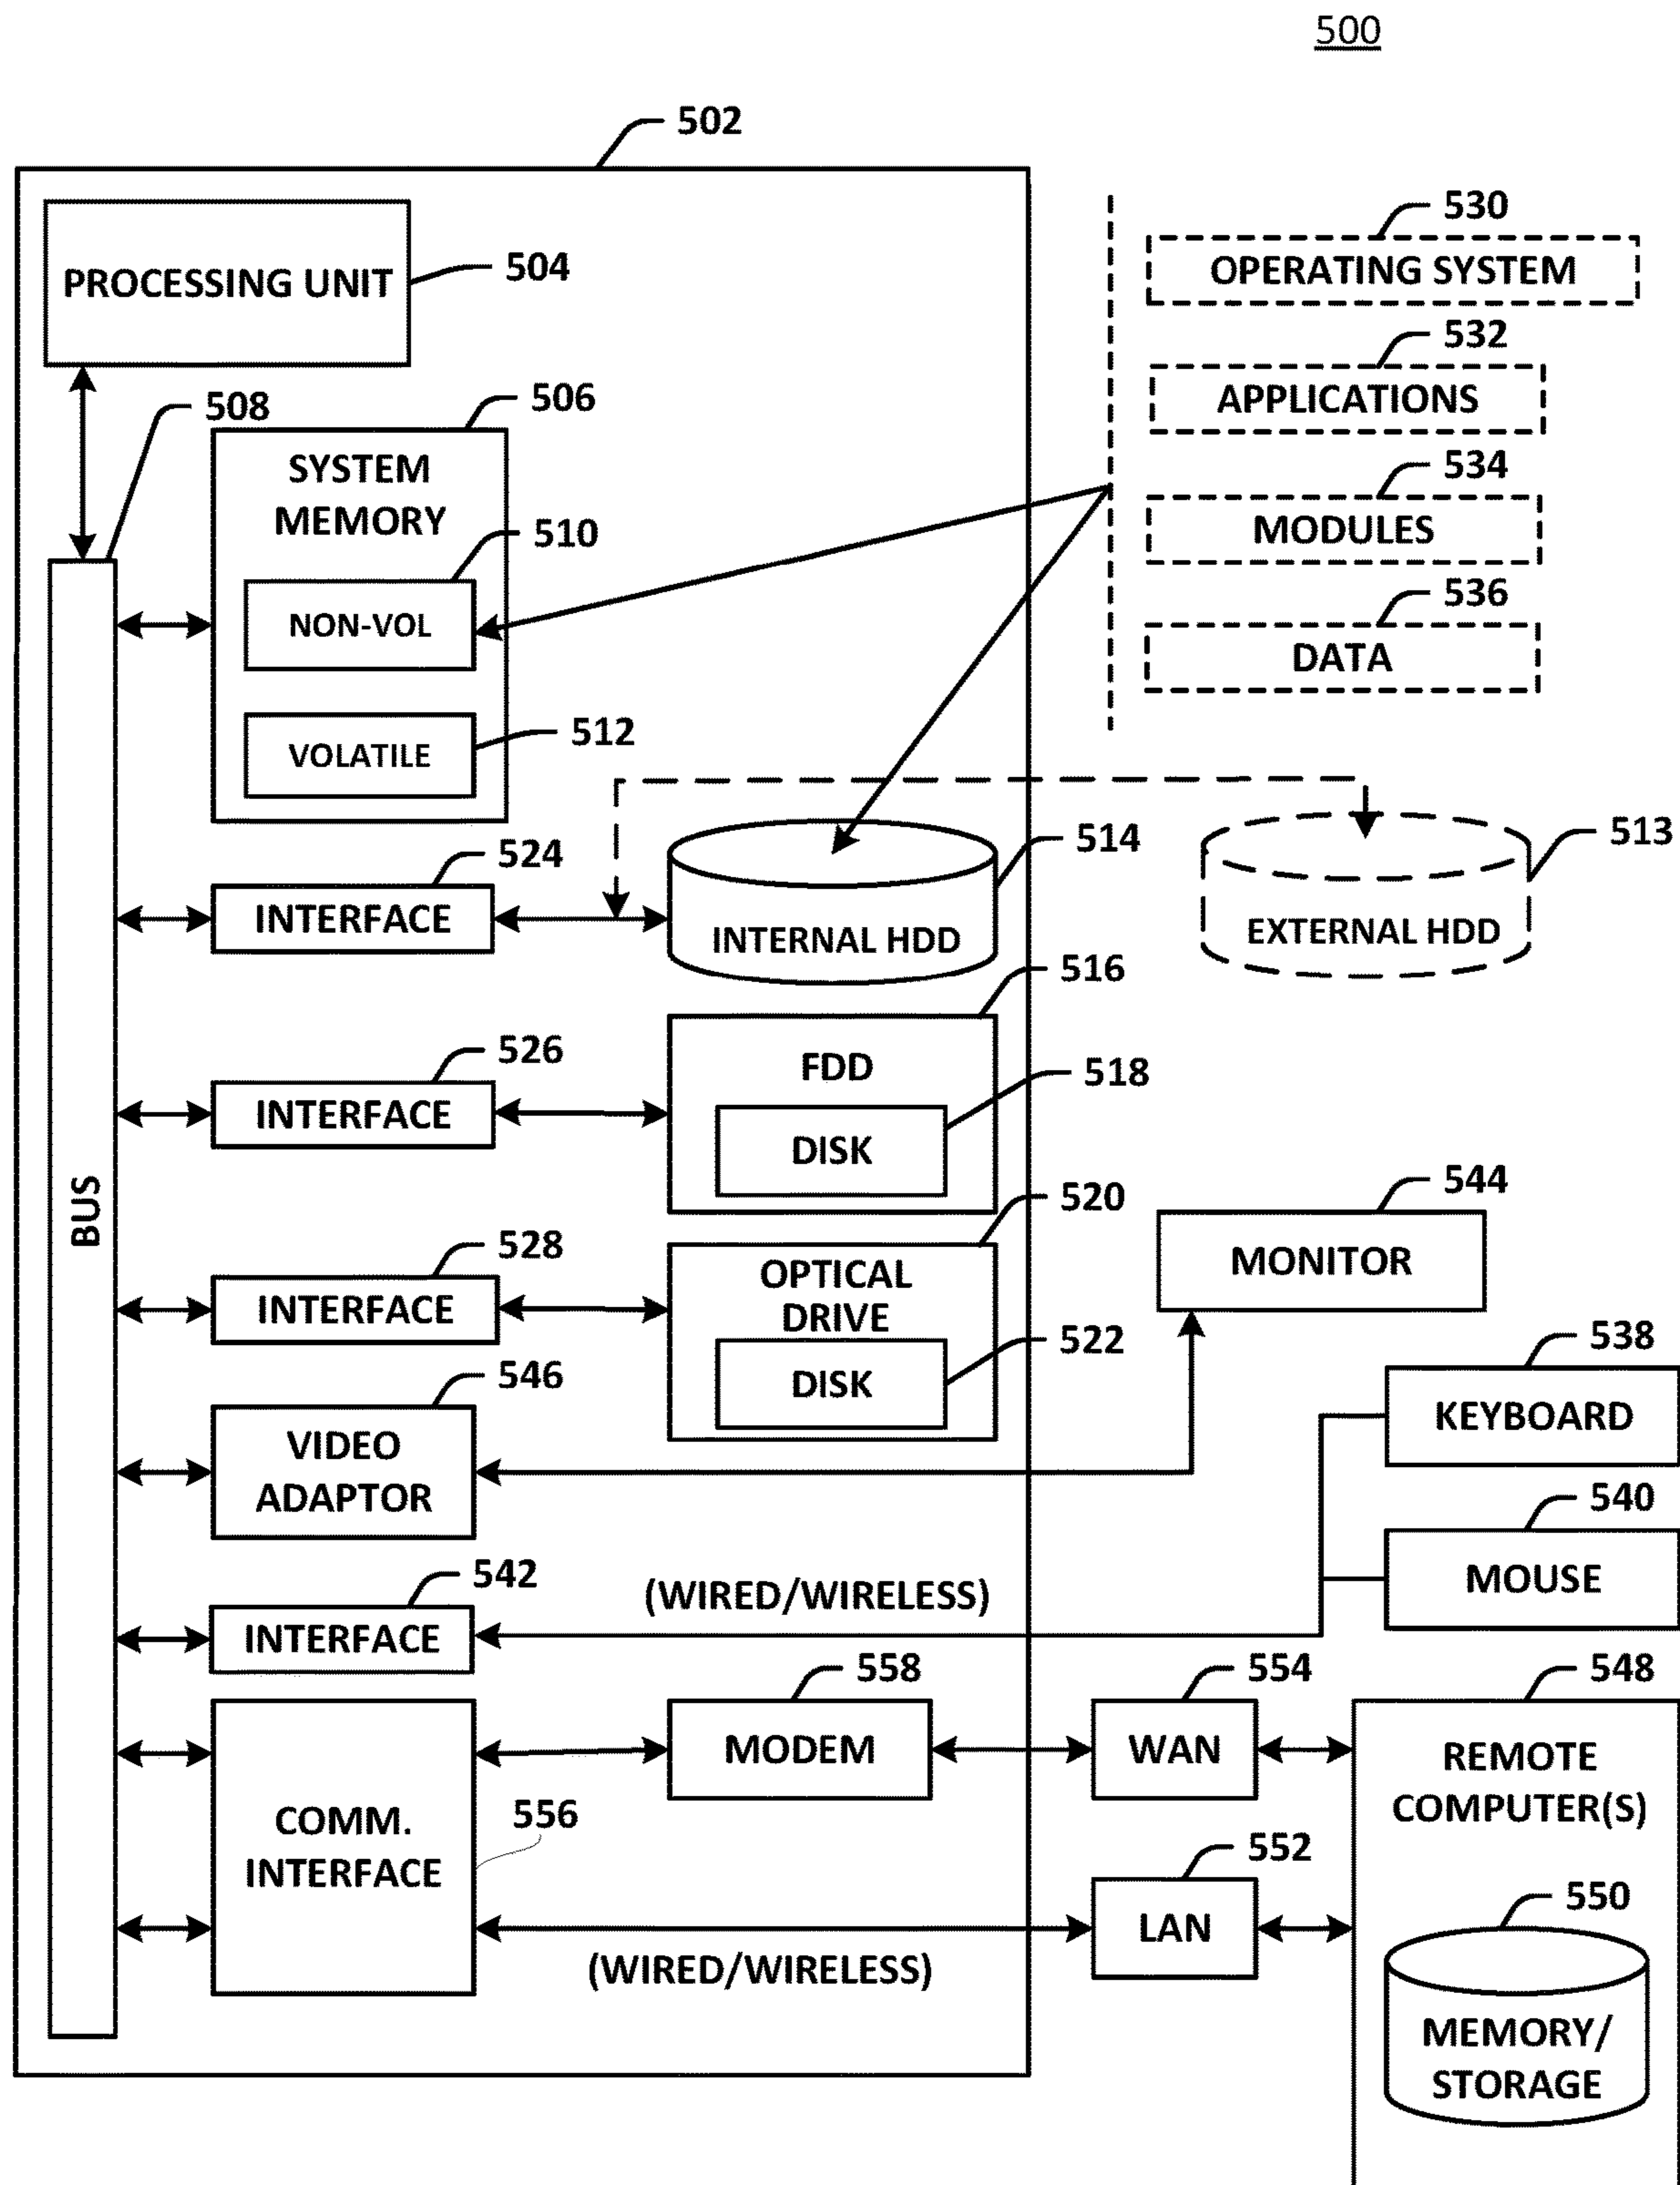 500
502
PROCESSING UNIT
504
530
OPERATING SYSTEM
532
APPLICATIONS
534
MODULES
536
DATA
508
506
SYSTEM
MEMORY
510
NON-VOL
512
VOLATILE
BUS
524
INTERFACE
514
INTERNAL HDD
513
EXTERNAL HDD
526
INTERFACE
516
FDD
518
DISK
528
INTERFACE
520
OPTICAL
DRIVE
522
DISK
544
MONITOR
546
VIDEO
ADAPTOR
538
KEYBOARD
540
MOUSE
542
INTERFACE
(WIRED/WIRELESS)
558
MODEM
554
WAN
548
REMOTE
COMPUTER(S)
COMM.
INTERFACE
556
552
LAN
(WIRED/WIRELESS)
550
MEMORY/
STORAGE